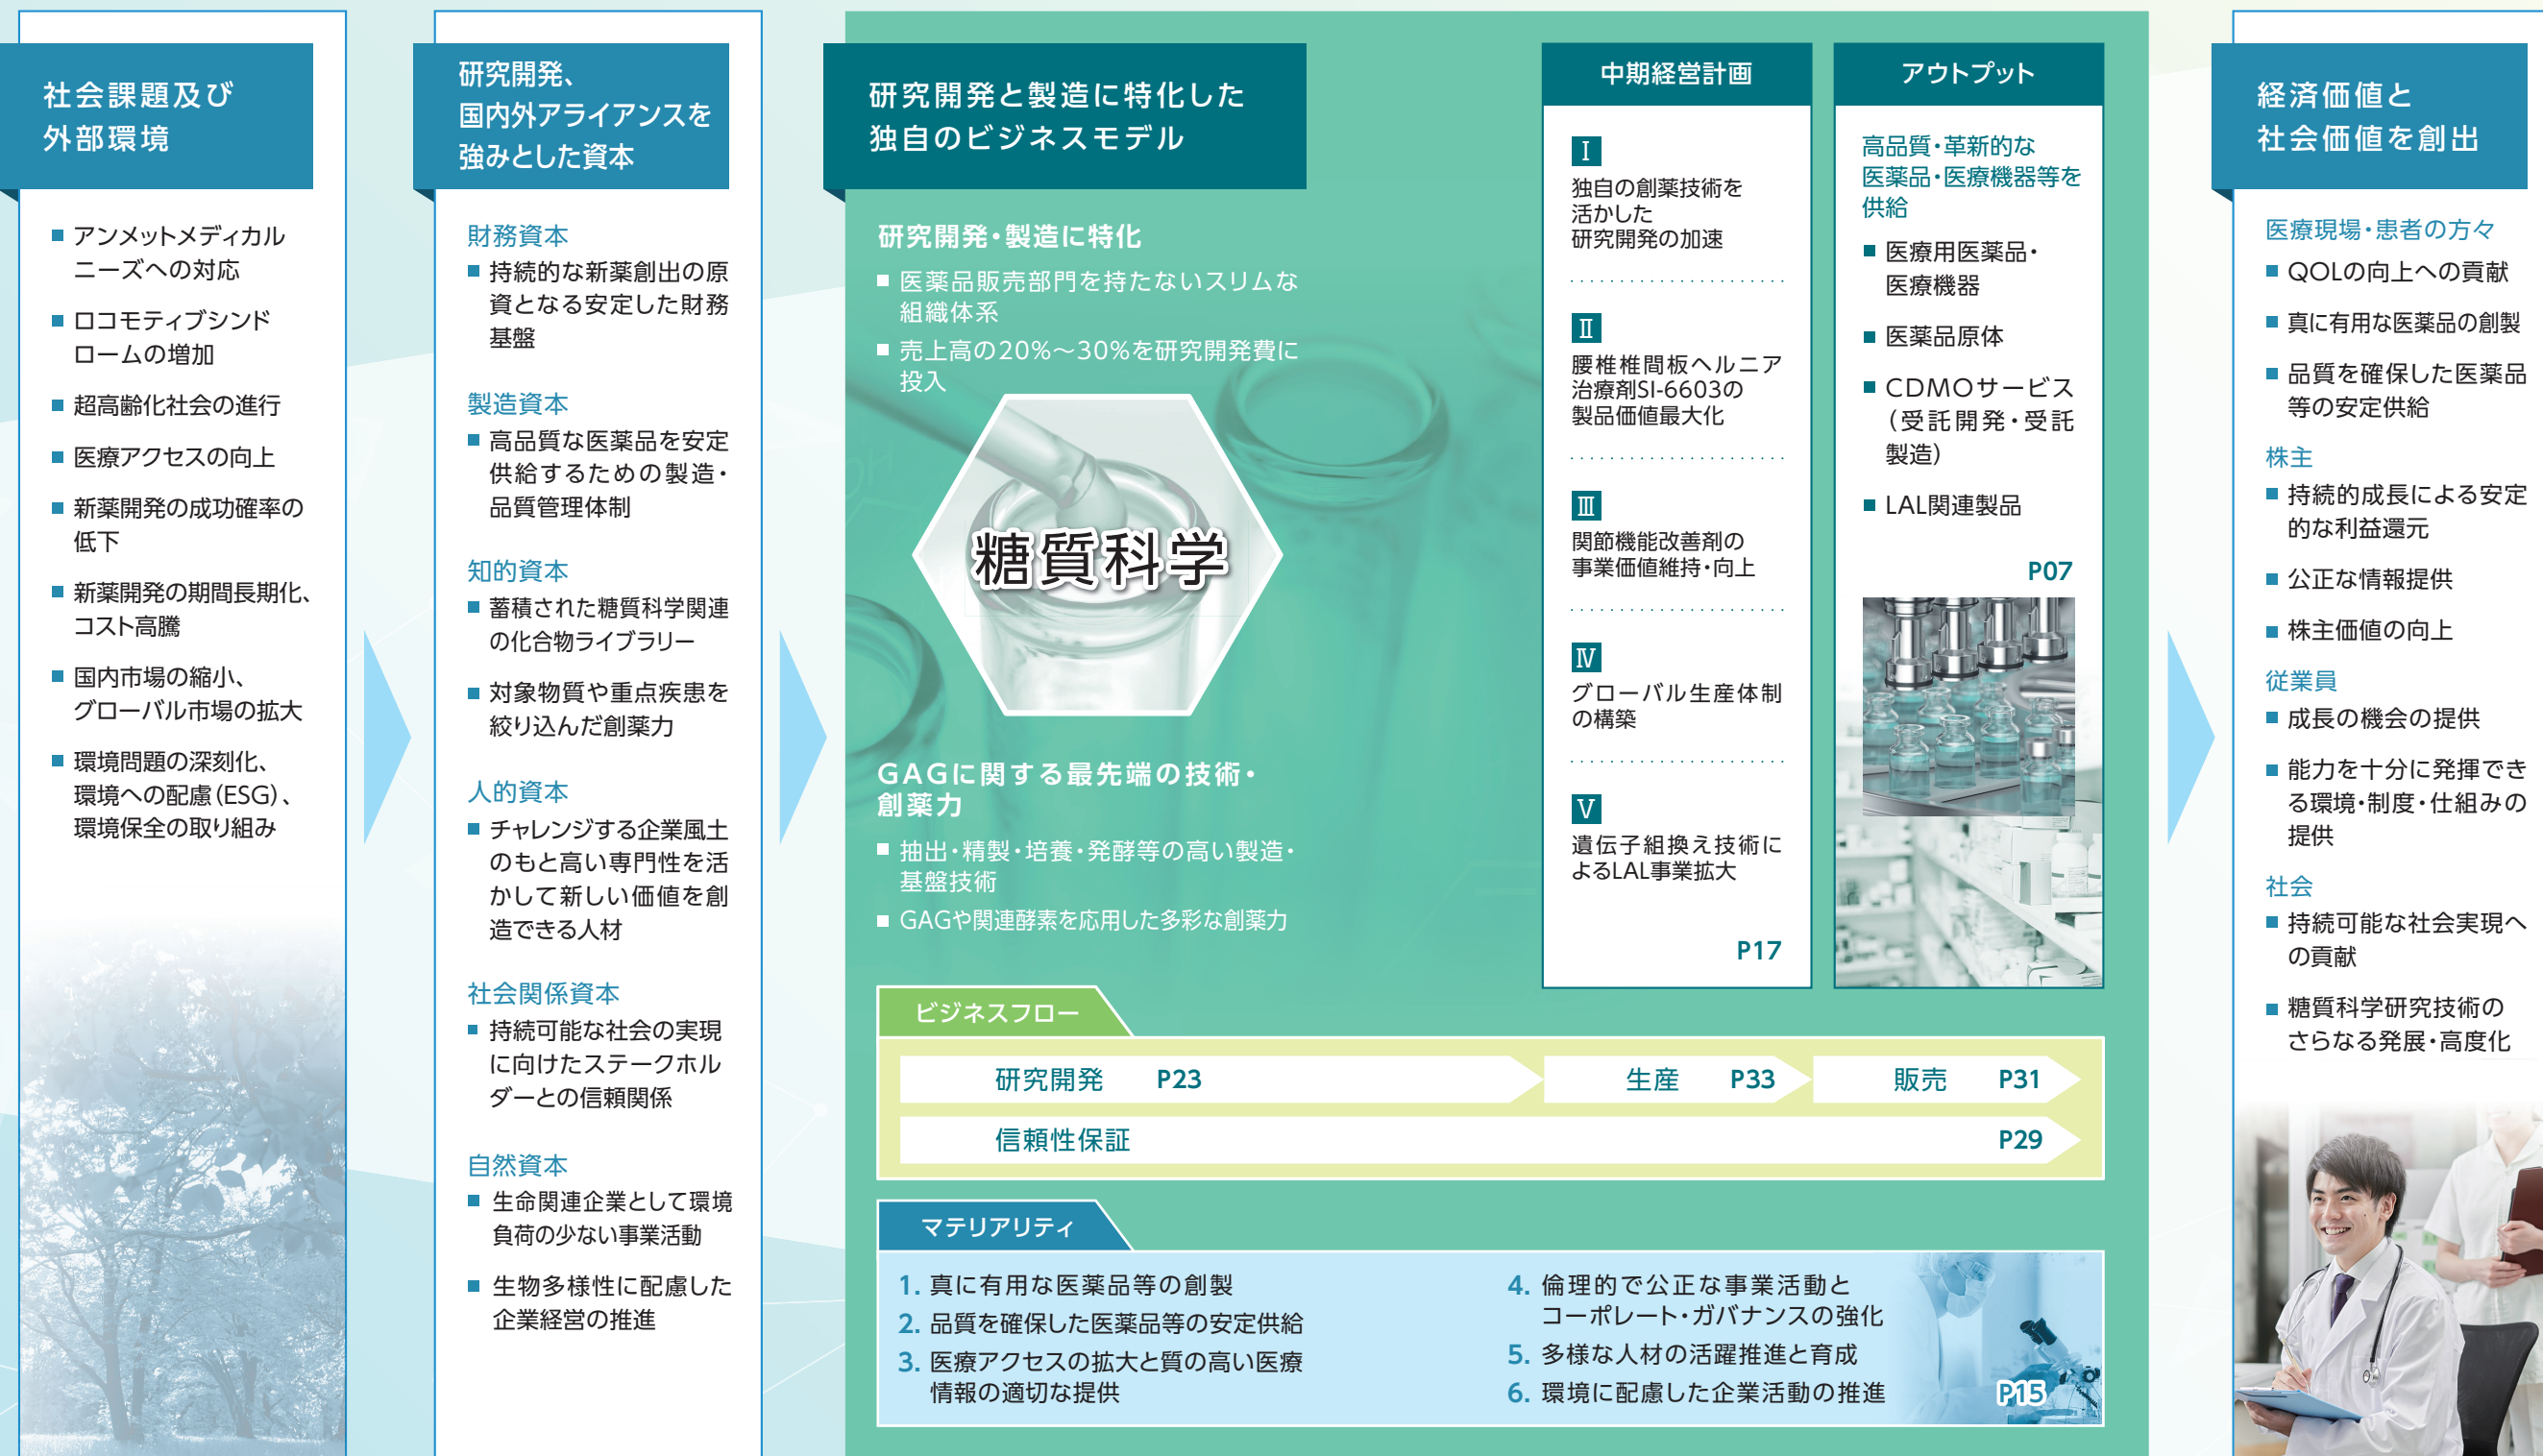 社会課題及び
外部環境
アンメットメディカル
ニーズへの対応
ロコモティブシンド
ロームの増加
超高齢化社会の進行
医療アクセスの向上
新薬開発の成功確率の
低下
新薬開発の期間長期化、
コスト高騰
国内市場の縮小、
グローバル市場の拡大
環境問題の深刻化、
環境への配慮(ESG)、
環境保全の取り組み
研究開発、
国内外アライアンスを
強みとした資本
財務資本
持続的な新薬創出の原
資となる安定した財務
基盤
製造資本
高品質な医薬品を安定
供給するための製造・
品質管理体制
知的資本
蓄積された糖質科学関連
の化合物ライブラリー
対象物質や重点疾患を
絞り込んだ創薬力
人的資本
チャレンジする企業風土
のもと高い専門性を活
かして新しい価値を創
造できる人材
社会関係資本
持続可能な社会の実現
に向けたステークホル
ダーとの信頼関係
自然資本
生命関連企業として環境
負荷の少ない事業活動
生物多様性に配慮した
企業経営の推進
研究開発と製造に特化した
独自のビジネスモデル
研究開発・製造に特化
医薬品販売部門を持たないスリムな
組織体系
売上高の20%～30%を研究開発費に
投入
糖質科学
GAGに関する最先端の技術・
創薬力
抽出・精製・培養・発酵等の高い製造・
基盤技術
GAGや関連酵素を応用した多彩な創薬力
中期経営計画
Ⅰ
独自の創薬技術を
活かした
研究開発の加速
Ⅱ
腰椎椎間板ヘルニア
治療剤SI-6603の
製品価値最大化
Ⅲ
関節機能改善剤の
事業価値維持・向上
Ⅳ
グローバル生産体制
の構築
Ⅴ
遺伝子組換え技術に
よるLAL事業拡大
P17
アウトプット
高品質・革新的な
医薬品・医療機器等を
供給
医療用医薬品・
医療機器
医薬品原体
CDMOサービス
(受託開発・受託
製造)
LAL関連製品
P07
ビジネスフロー
研究開発 P23 生産 P33 販売 P31
信頼性保証 P29
マテリアリティ
1. 真に有用な医薬品等の創製
2. 品質を確保した医薬品等の安定供給
3. 医療アクセスの拡大と質の高い医療
情報の適切な提供
4. 倫理的で公正な事業活動と
コーポレート・ガバナンスの強化
5. 多様な人材の活躍推進と育成
6. 環境に配慮した企業活動の推進
P15
経済価値と
社会価値を創出
医療現場・患者の方々
QOLの向上への貢献
真に有用な医薬品の創製
品質を確保した医薬品
等の安定供給
株主
持続的成長による安定
的な利益還元
公正な情報提供
株主価値の向上
従業員
成長の機会の提供
能力を十分に発揮でき
る環境・制度・仕組みの
提供
社会
持続可能な社会実現へ
の貢献
糖質科学研究技術の
さらなる発展・高度化